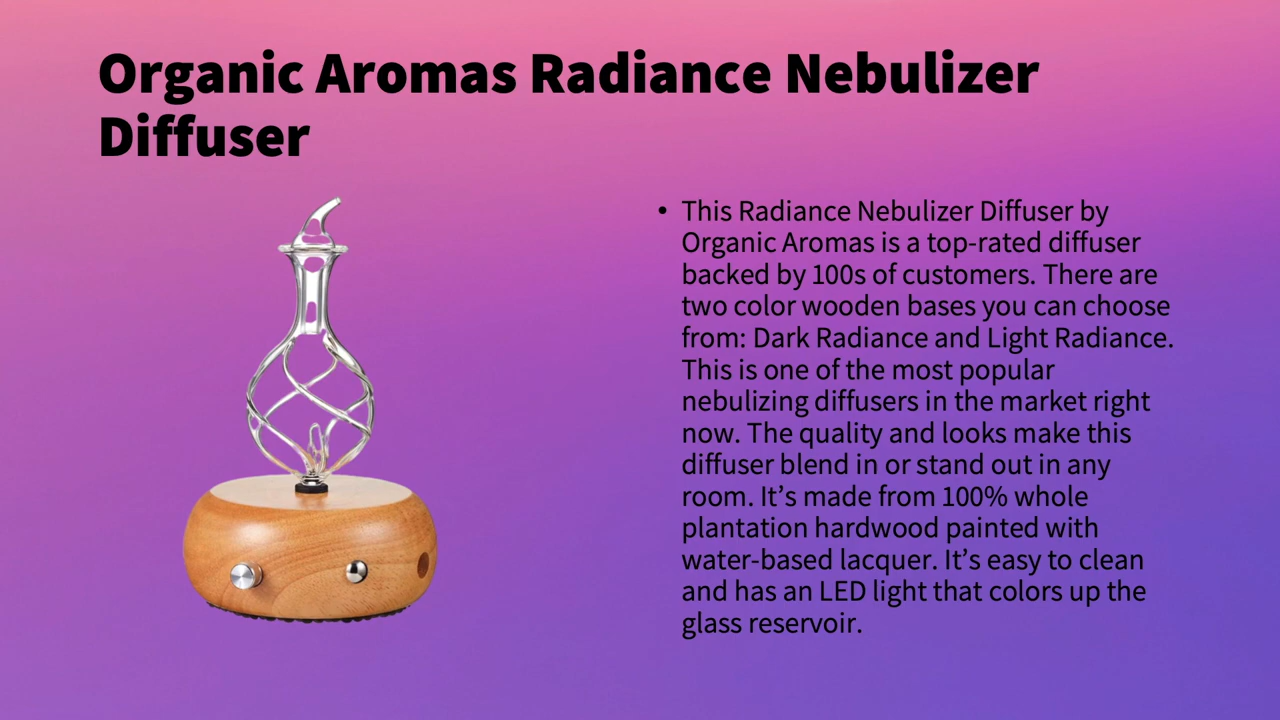 Organic Aromas Radiance Nebulizer
Diffuser
• This Radiance Nebulizer Diffuser by
Organic Aromas is a top-rated diffuser
backed by 100s of customers. There are
two color wooden bases you can choose
from: Dark Radiance and Light Radiance.
This is one of the most popular
nebulizing diffusers in the market right
now. The quality and looks make this
diffuser blend in or stand out in any
room. It’s made from 100% whole
plantation hardwood painted with
water-based lacquer. It’s easy to clean
and has an LED light that colors up the
glass reservoir.